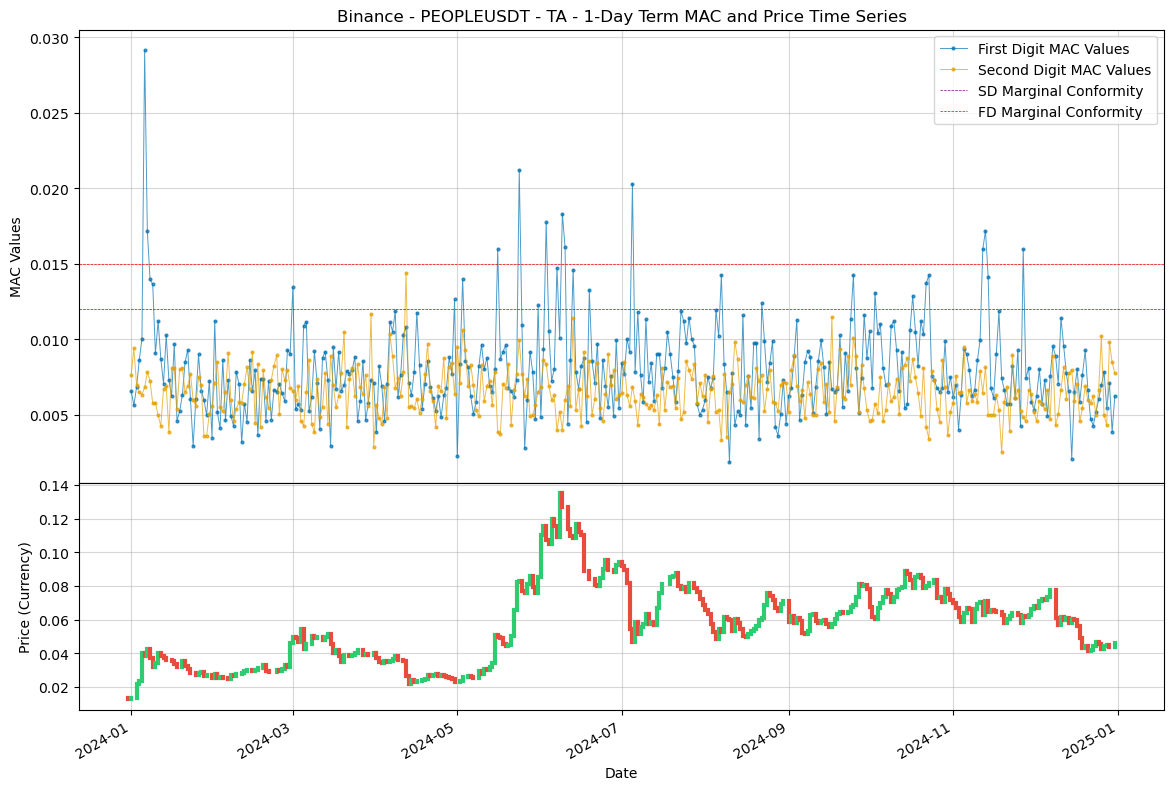 Binance - PEOPLEUSDT - TA - 1-Day Term MAC and Price Time Series
First Digit MAC Values
Second Digit MAC Values
SD Marginal Conformity
FD Marginal Conformity
MAC Values
0.030
0.025
0.020
0.015
0.010
0.005
Price (Currency)
0.14
0.12
0.10
0.08
0.06
0.04
0.02
2024-01
2024-03
2024-05
2024-07
2024-09
2024-11
2025-01
Date